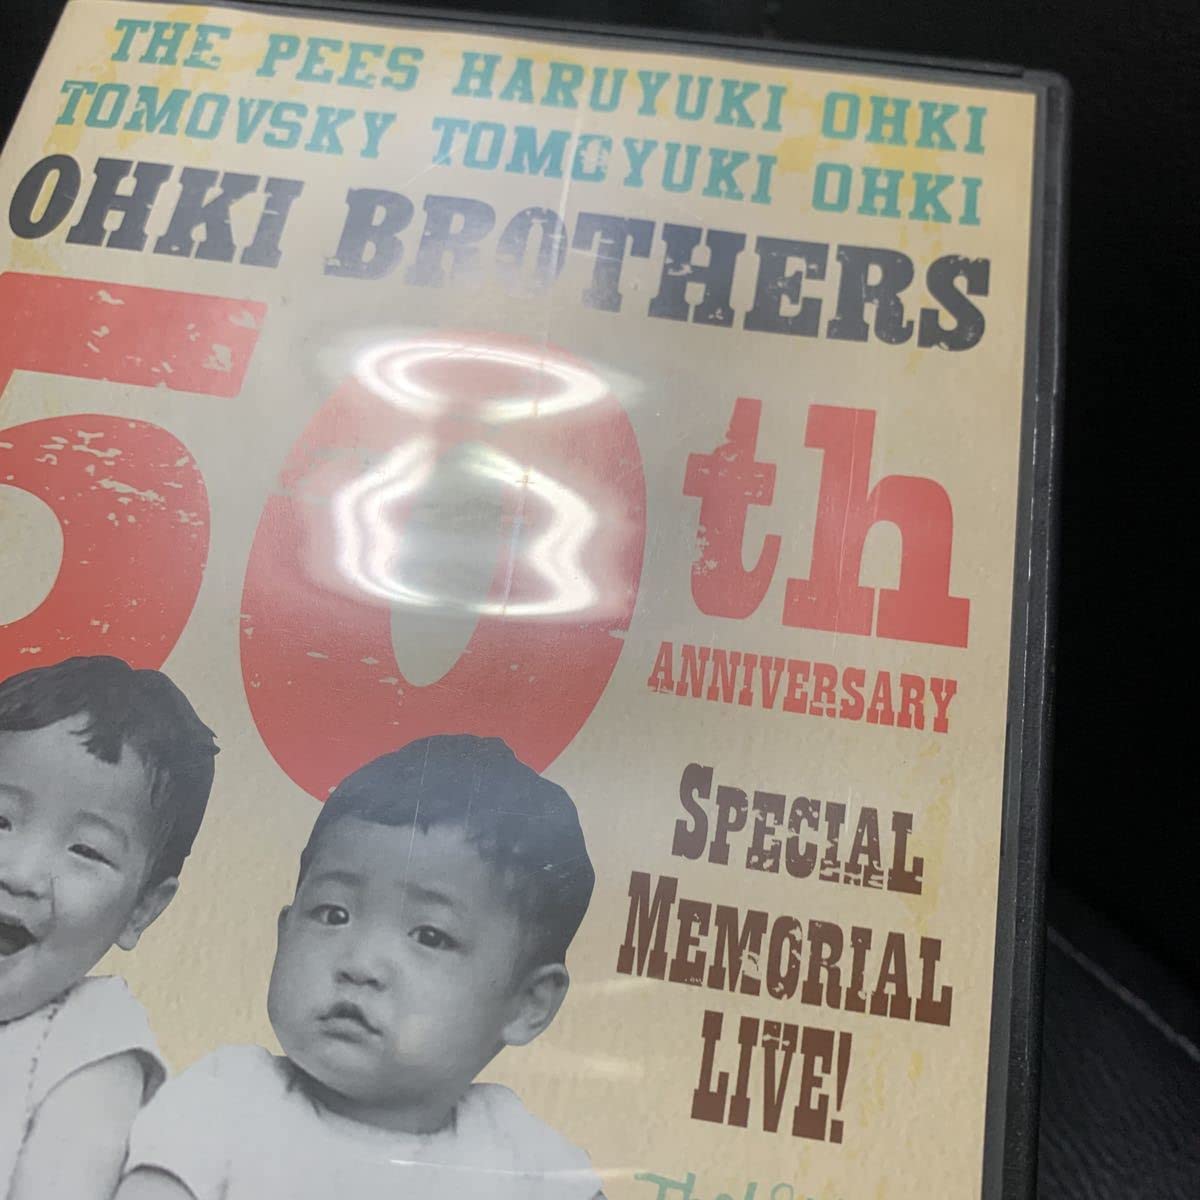 THE PEES HARUYUKI OHKI
TOMOVSKY TOMOYUKI OHKI
OHKI BROTHERS
50th
ANNIVERSARY
SPECIAL
MEMORIAL
LIVE!